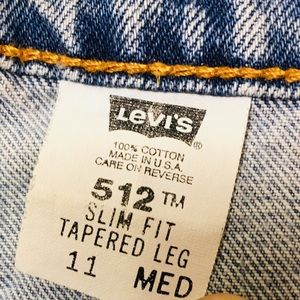 LEVI'S®
100% COTTON
MADE IN U.S.A.
CARE ON REVERSE
512™
SLIM FIT
TAPERED LEG
11 MED